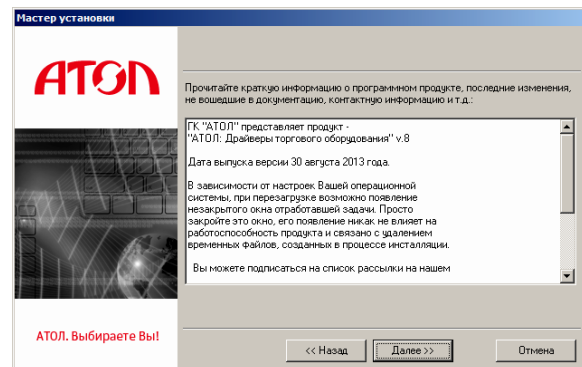 Мастер установки
АТОЛ
Прочитайте краткую информацию о программном продукте, последние изменения,
не вошедшие в документацию, контактную информацию и т.д.:
ГК "АТОЛ" представляет продукт -
"АТОЛ: Драйверы торгового оборудования" v.8
Дата выпуска версии 30 августа 2013 года.
В зависимости от настроек Вашей операционной
системы, при перезагрузке возможно появление
незакрытого окна отработавшей задачи. Просто
закройте это окно, его появление никак не влияет на
работоспособность продукта и связано с удалением
временных файлов, созданных в процессе инсталляции.
Вы можете подписаться на список рассылки на нашем
АТОЛ. Выбираете Вы!
<< Назад
Далее >>
Отмена